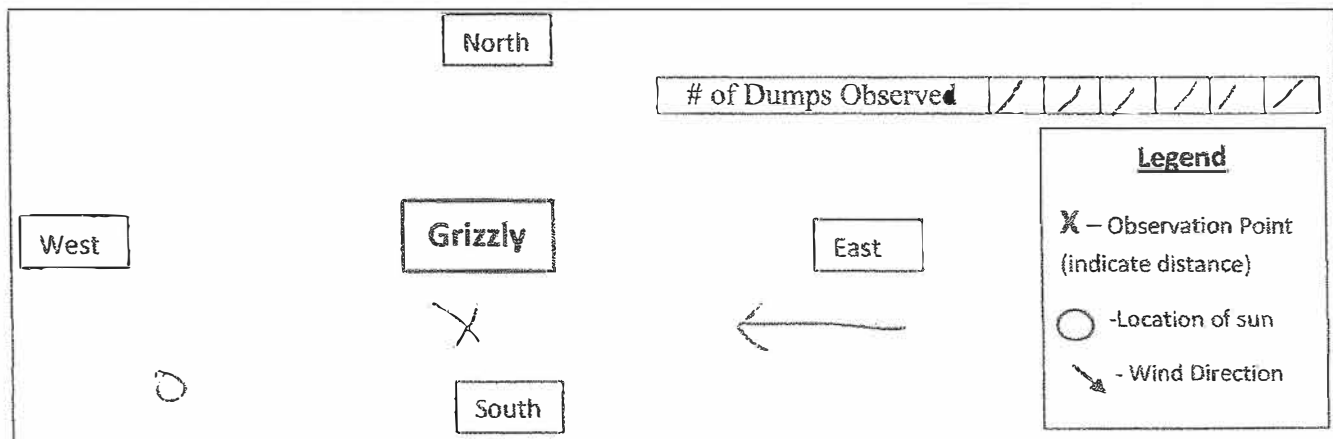 North
# of Dumps Observed / / / / / /
Legend
West
Grizzly
East
X – Observation Point
(indicate distance)
X
-Location of sun
- Wind Direction
South